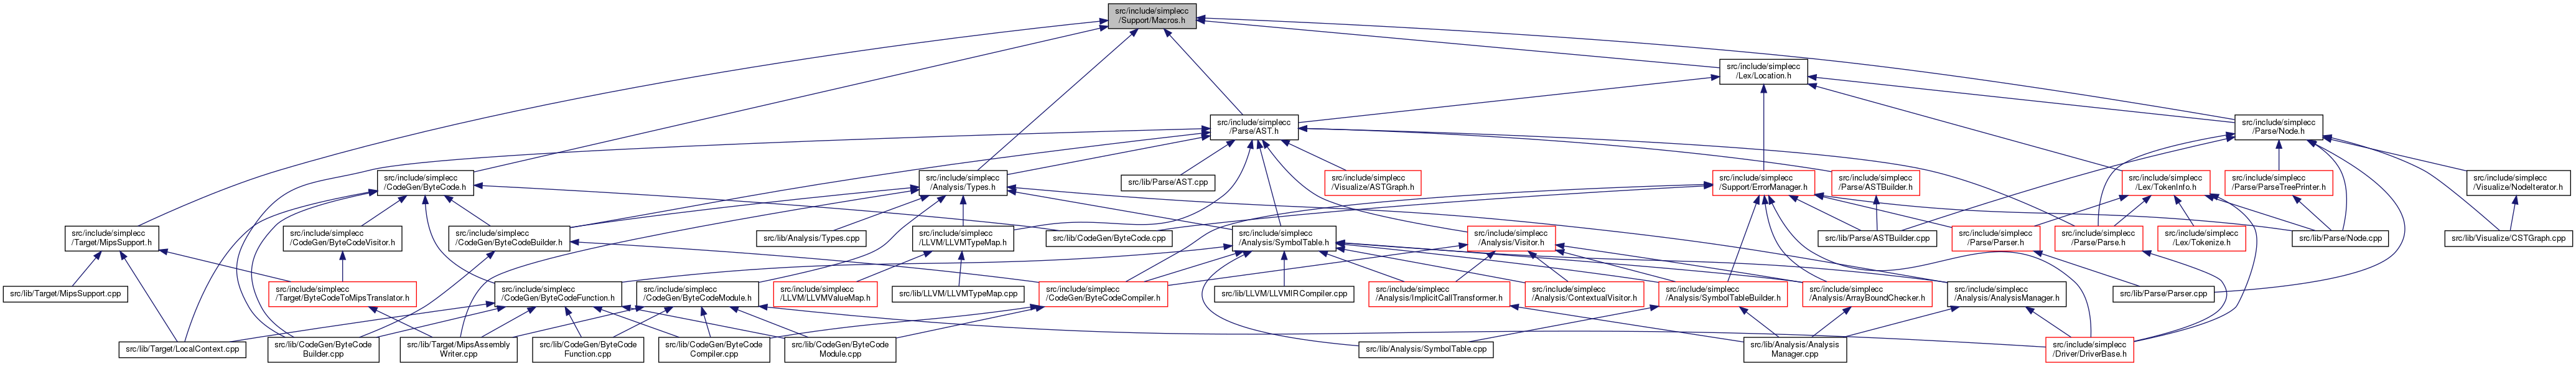 src/include/simplecc
/Support/Macros.h
src/include/simplecc
/Lex/Location.h
src/include/simplecc
/Parse/AST.h
src/include/simplecc
/Parse/Node.h
src/include/simplecc
/CodeGen/ByteCode.h
src/include/simplecc
/Analysis/Types.h
src/lib/Parse/AST.cpp
src/include/simplecc
/Visualize/ASTGraph.h
src/include/simplecc
/Support/ErrorManager.h
src/include/simplecc
/Parse/ASTBuilder.h
src/include/simplecc
/Lex/TokenInfo.h
src/include/simplecc
/Parse/ParseTreePrinter.h
src/include/simplecc
/Visualize/NodeIterator.h
src/include/simplecc
/Target/MipsSupport.h
src/include/simplecc
/CodeGen/ByteCodeVisitor.h
src/include/simplecc
/CodeGen/ByteCodeBuilder.h
src/lib/Analysis/Types.cpp
src/include/simplecc
/LLVM/LLVMTypeMap.h
src/lib/CodeGen/ByteCode.cpp
src/include/simplecc
/Analysis/SymbolTable.h
src/include/simplecc
/Analysis/Visitor.h
src/lib/Parse/ASTBuilder.cpp
src/include/simplecc
/Parse/Parser.h
src/include/simplecc
/Parse/Parse.h
src/include/simplecc
/Lex/Tokenize.h
src/lib/Parse/Node.cpp
src/lib/Visualize/CSTGraph.cpp
src/lib/Target/MipsSupport.cpp
src/include/simplecc
/Target/ByteCodeToMipsTranslator.h
src/include/simplecc
/CodeGen/ByteCodeFunction.h
src/include/simplecc
/CodeGen/ByteCodeModule.h
src/include/simplecc
/LLVM/LLVMValueMap.h
src/lib/LLVM/LLVMTypeMap.cpp
src/include/simplecc
/CodeGen/ByteCodeCompiler.h
src/lib/LLVM/LLVMIRCompiler.cpp
src/include/simplecc
/Analysis/ImplicitCallTransformer.h
src/include/simplecc
/Analysis/ContextualVisitor.h
src/include/simplecc
/Analysis/SymbolTableBuilder.h
src/include/simplecc
/Analysis/ArrayBoundChecker.h
src/include/simplecc
/Analysis/AnalysisManager.h
src/lib/Parse/Parser.cpp
src/lib/Target/LocalContext.cpp
src/lib/CodeGen/ByteCode
Builder.cpp
src/lib/Target/MipsAssembly
Writer.cpp
src/lib/CodeGen/ByteCode
Function.cpp
src/lib/CodeGen/ByteCode
Compiler.cpp
src/lib/CodeGen/ByteCode
Module.cpp
src/lib/Analysis/SymbolTable.cpp
src/lib/Analysis/Analysis
Manager.cpp
src/include/simplecc
/Driver/DriverBase.h